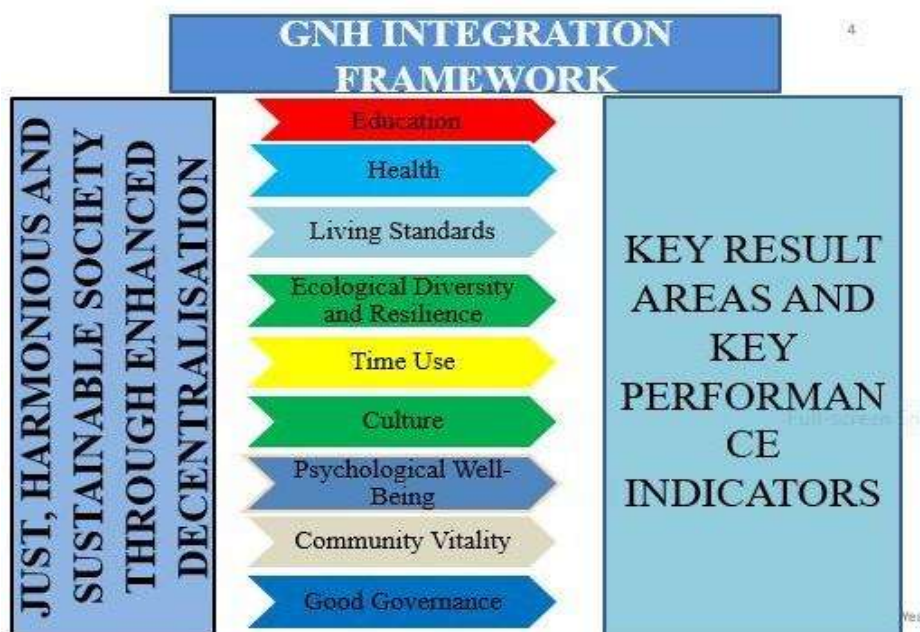 GNH INTEGRATION
FRAMEWORK
4
JUST, HARMONIOUS AND
SUSTAINABLE SOCIETY
THROUGH ENHANCED
DECENTRALISATION
Education
Health
Living Standards
Ecological Diversity
and Resilience
Time Use
Culture
Psychological Well-
Being
Community Vitality
Good Governance
KEY RESULT
AREAS AND
KEY
PERFORMAN
CE
INDICATORS